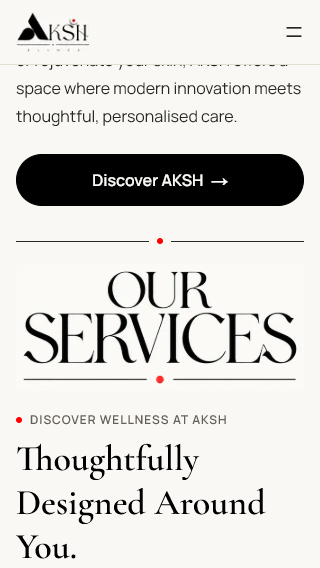 AKSH
space where modern innovation meets
thoughtful, personalised care.
Discover AKSH →
OUR
SERVICES
DISCOVER WELLNESS AT AKSH
Thoughtfully
Designed Around
You.